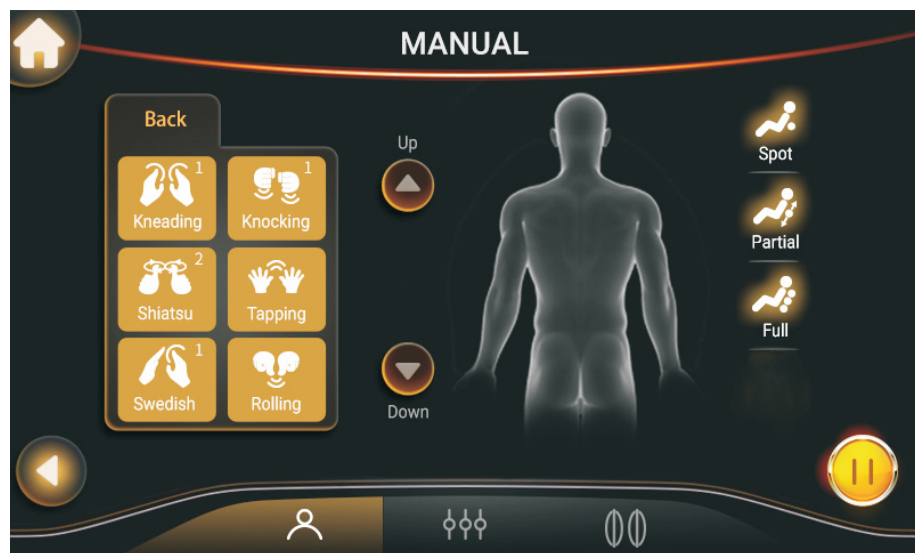 MANUAL
Back
Up
Spot
1
1
Kneading
Knocking
Partial
2
Shiatsu
Tapping
Full
1
Swedish
Rolling
Down